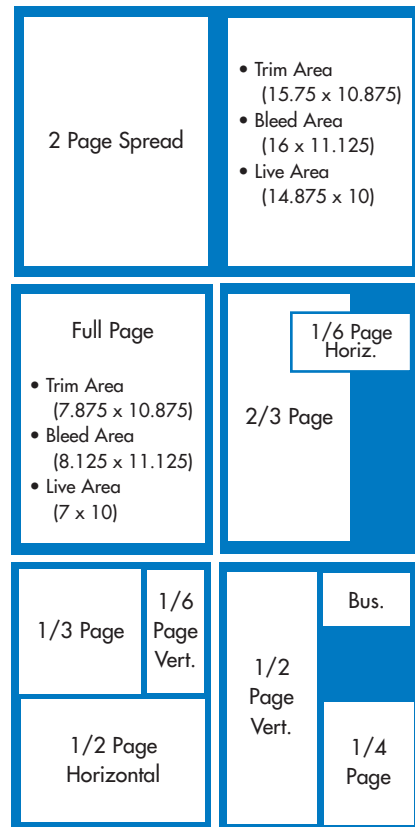 2 Page Spread
• Trim Area
(15.75 x 10.875)
• Bleed Area
(16 x 11.125)
• Live Area
(14.875 x 10)
Full Page
• Trim Area
(7.875 x 10.875)
• Bleed Area
(8.125 x 11.125)
• Live Area
(7 x 10)
1/6 Page
Horiz.
2/3 Page
1/3 Page
1/6
Page
Vert.
1/2 Page
Horizontal
1/2
Page
Vert.
Bus.
1/4
Page